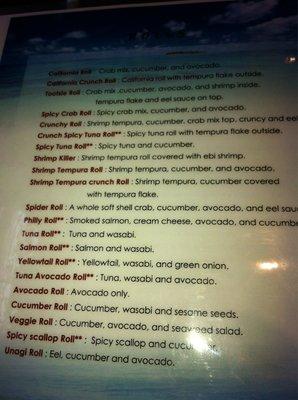 California Roll : Crab mix, cucumber, and avocado.
California Crunch Roll : California roll with tempura flake outside.
Tootsie Roll : Crab mix ,cucumber, avocado, and shrimp inside.
tempura flake and eel sauce on top.
Spicy Crab Roll : Spicy crab mix, cucumber, and avocado.
Crunchy Roll : Shrimp tempura, cucumber, crab mix top, cruncy and eel
Crunch Spicy Tuna Roll** : Spicy tuna roll with tempura flake outside.
Spicy Tuna Roll** : Spicy tuna and cucumber.
Shrimp Killer : Shrimp tempura roll covered with ebi shrimp.
Shrimp Tempura Roll : Shrimp tempura, cucumber, and avocado.
Shrimp Tempura crunch Roll : Shrimp tempura, cucumber covered
with tempura flake.
Spider Roll : A whole soft shell crab, cucumber, avocado, and eel sau
Philly Roll** : Smoked salmon, cream cheese, avocado, and cucumbe
Tuna Roll** : Tuna and wasabi.
Salmon Roll** : Salmon and wasabi.
Yellowtail Roll** : Yellowtail, wasabi, and green onion.
Tuna Avocado Roll** : Tuna, wasabi and avocado.
Avocado Roll : Avocado only.
Cucumber Roll : Cucumber, wasabi and sesame seeds.
Veggie Roll : Cucumber, avocado, and seaweed salad.
Spicy scallop Roll** : Spicy scallop and cucumber.
Unagi Roll : Eel, cucumber and avocado.